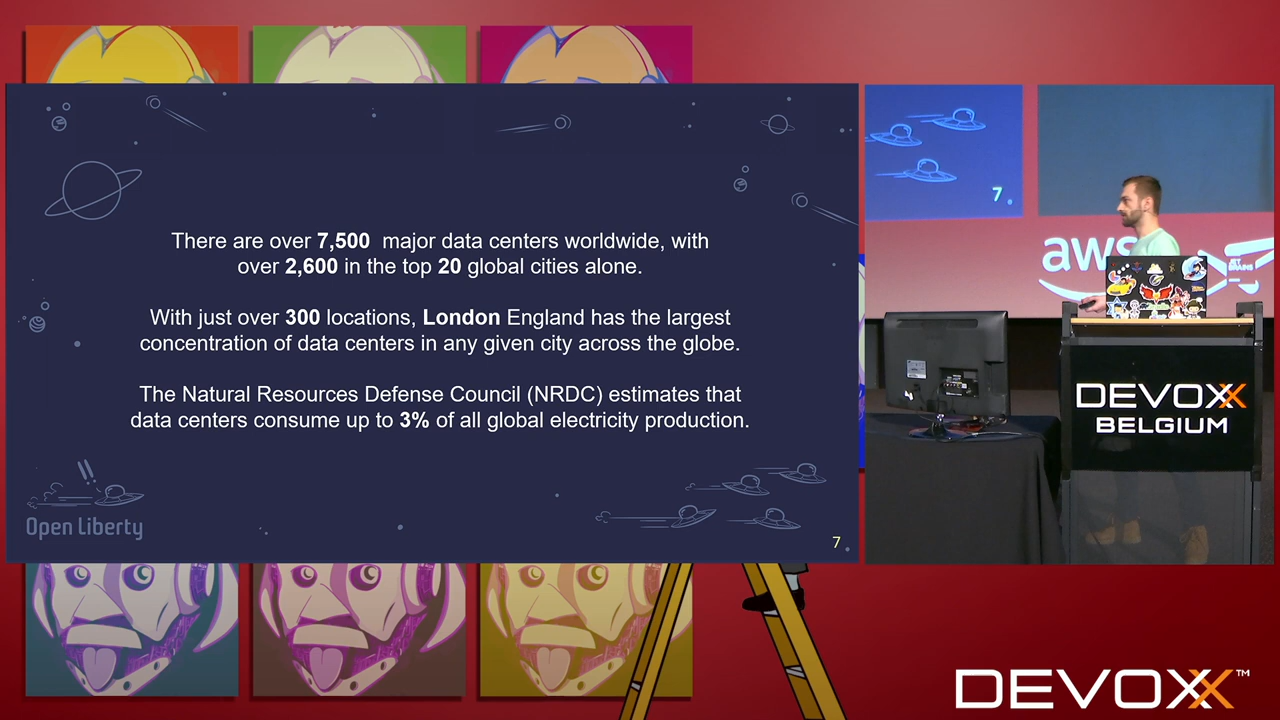 There are over 7,500 major data centers worldwide, with
over 2,600 in the top 20 global cities alone.
With just over 300 locations, London England has the largest
concentration of data centers in any given city across the globe.
The Natural Resources Defense Council (NRDC) estimates that
data centers consume up to 3% of all global electricity production.
Open Liberty
7
7
aws
JET
BRAINS
DEVOXX
BELGIUM
DEVOXX™